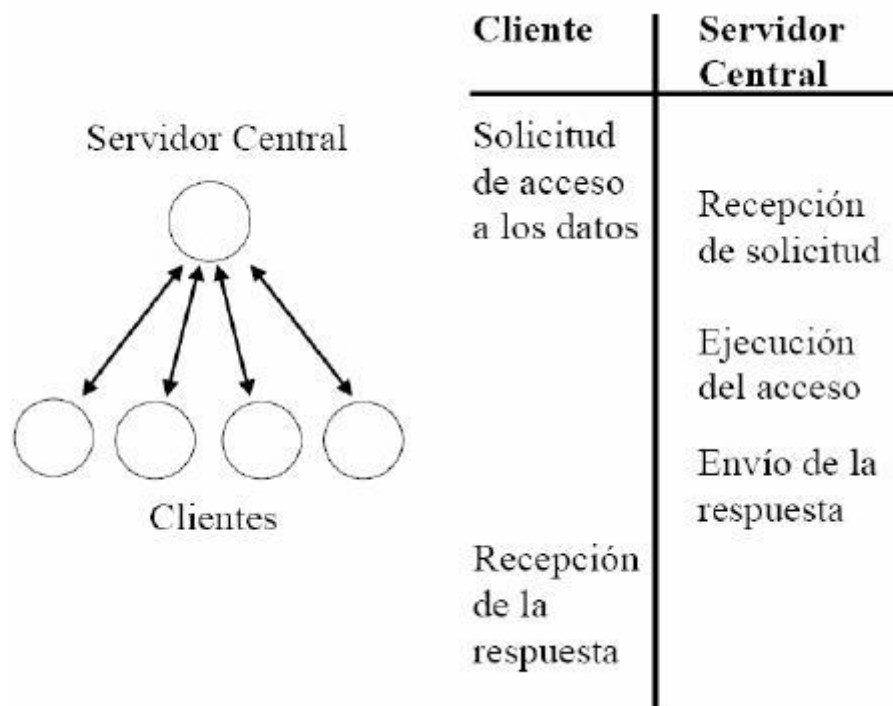 Servidor Central
Clientes
Cliente
Servidor
Central
Solicitud
de acceso
a los datos
Recepción
de solicitud
Ejecución
del acceso
Envío de la
respuesta
Recepción
de la
respuesta